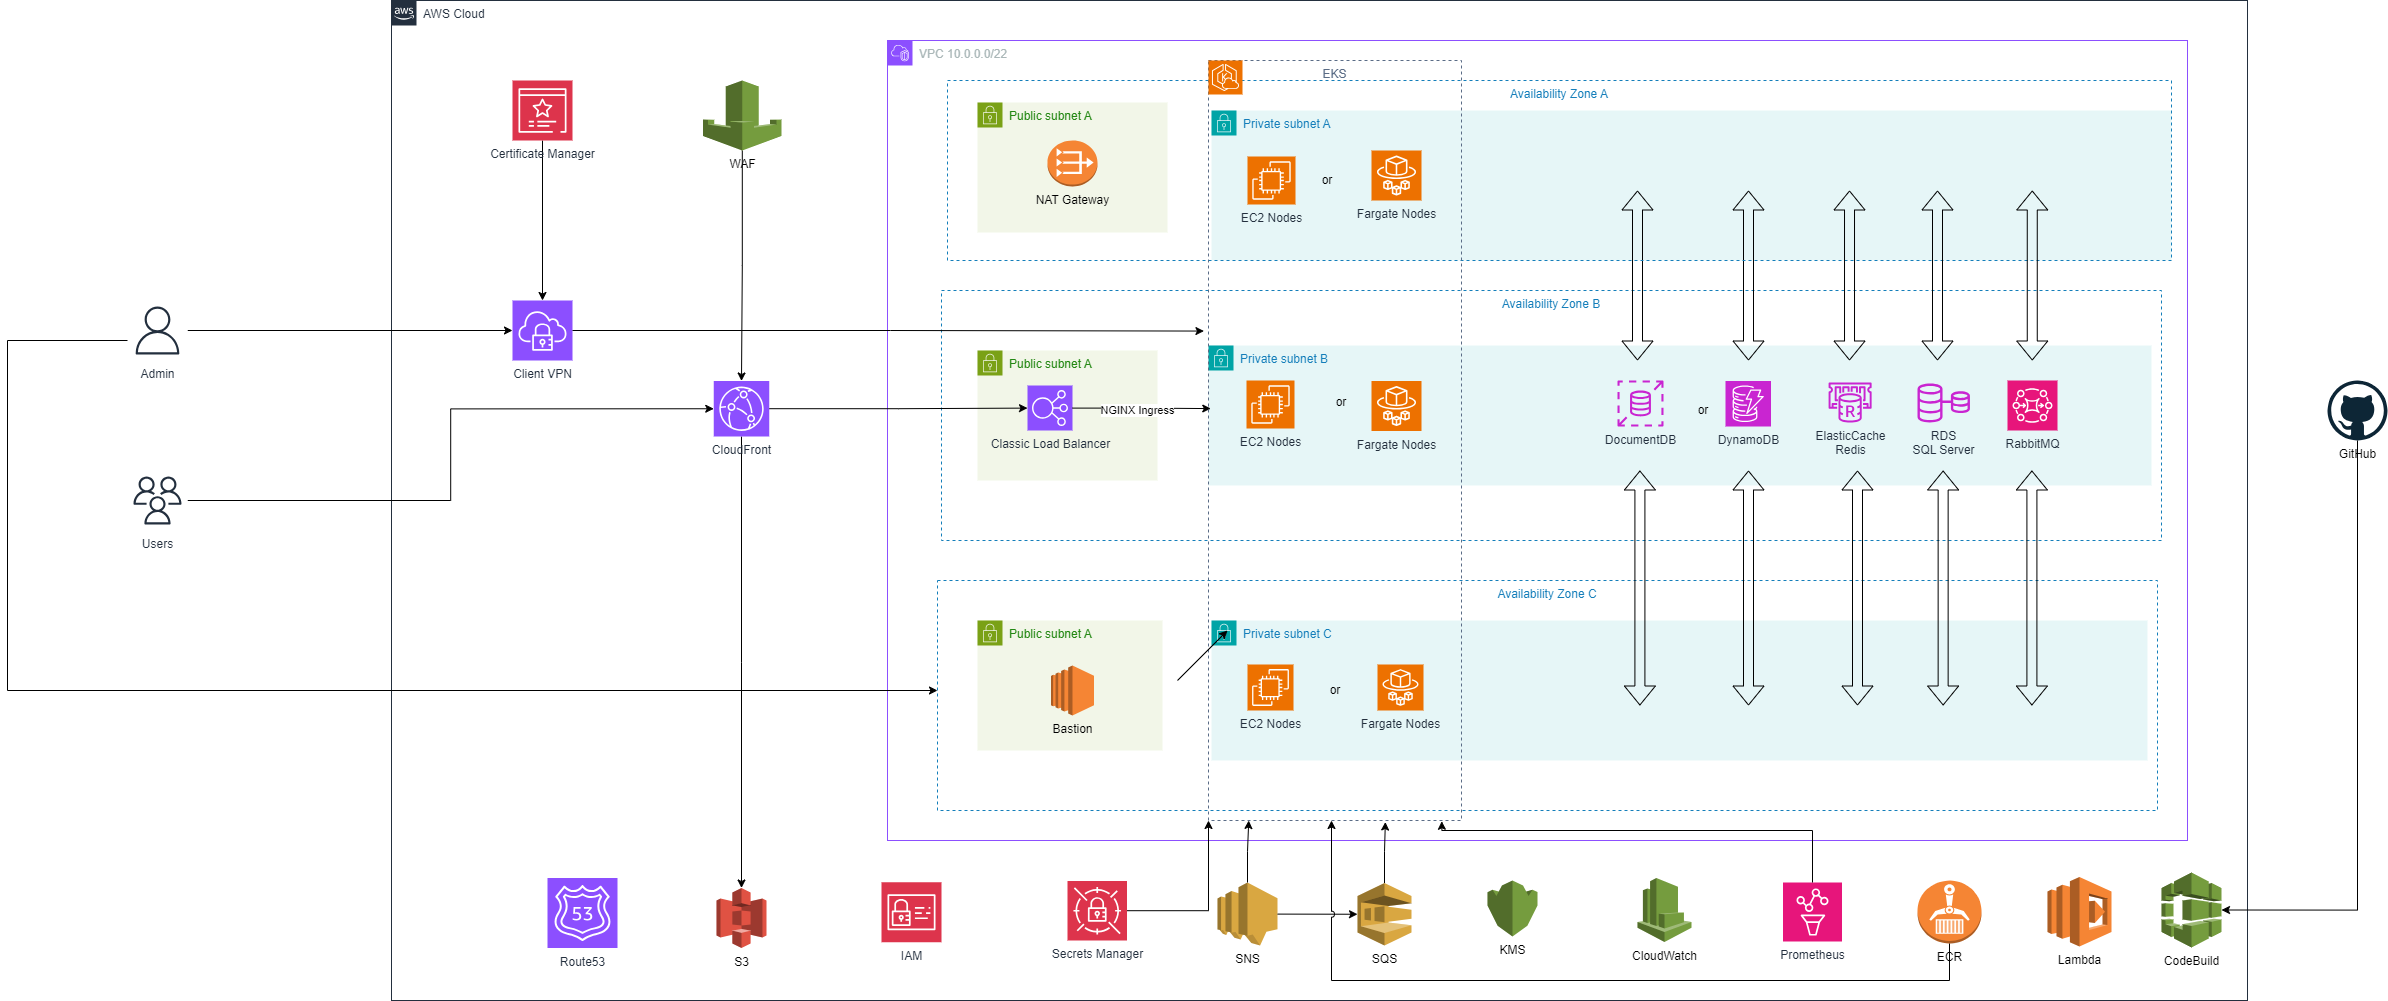 aws
AWS Cloud
VPC 10.0.0.0/22
EKS
Availability Zone A
Public subnet A
Private subnet A
Certificate Manager
WAF
NAT Gateway
EC2 Nodes
or
Fargate Nodes
Availability Zone B
Public subnet A
Private subnet B
Admin
Client VPN
CloudFront
Classic Load Balancer
NGINX Ingress
EC2 Nodes
or
Fargate Nodes
DocumentDB
or
DynamoDB
R
ElasticCache
Redis
RDS
SQL Server
RabbitMQ
GitHub
Users
Availability Zone C
Public subnet A
Private subnet C
Bastion
EC2 Nodes
or
Fargate Nodes
53
Route53
S3
IAM
Secrets Manager
SNS
SQS
KMS
CloudWatch
Prometheus
ECR
Lambda
CodeBuild